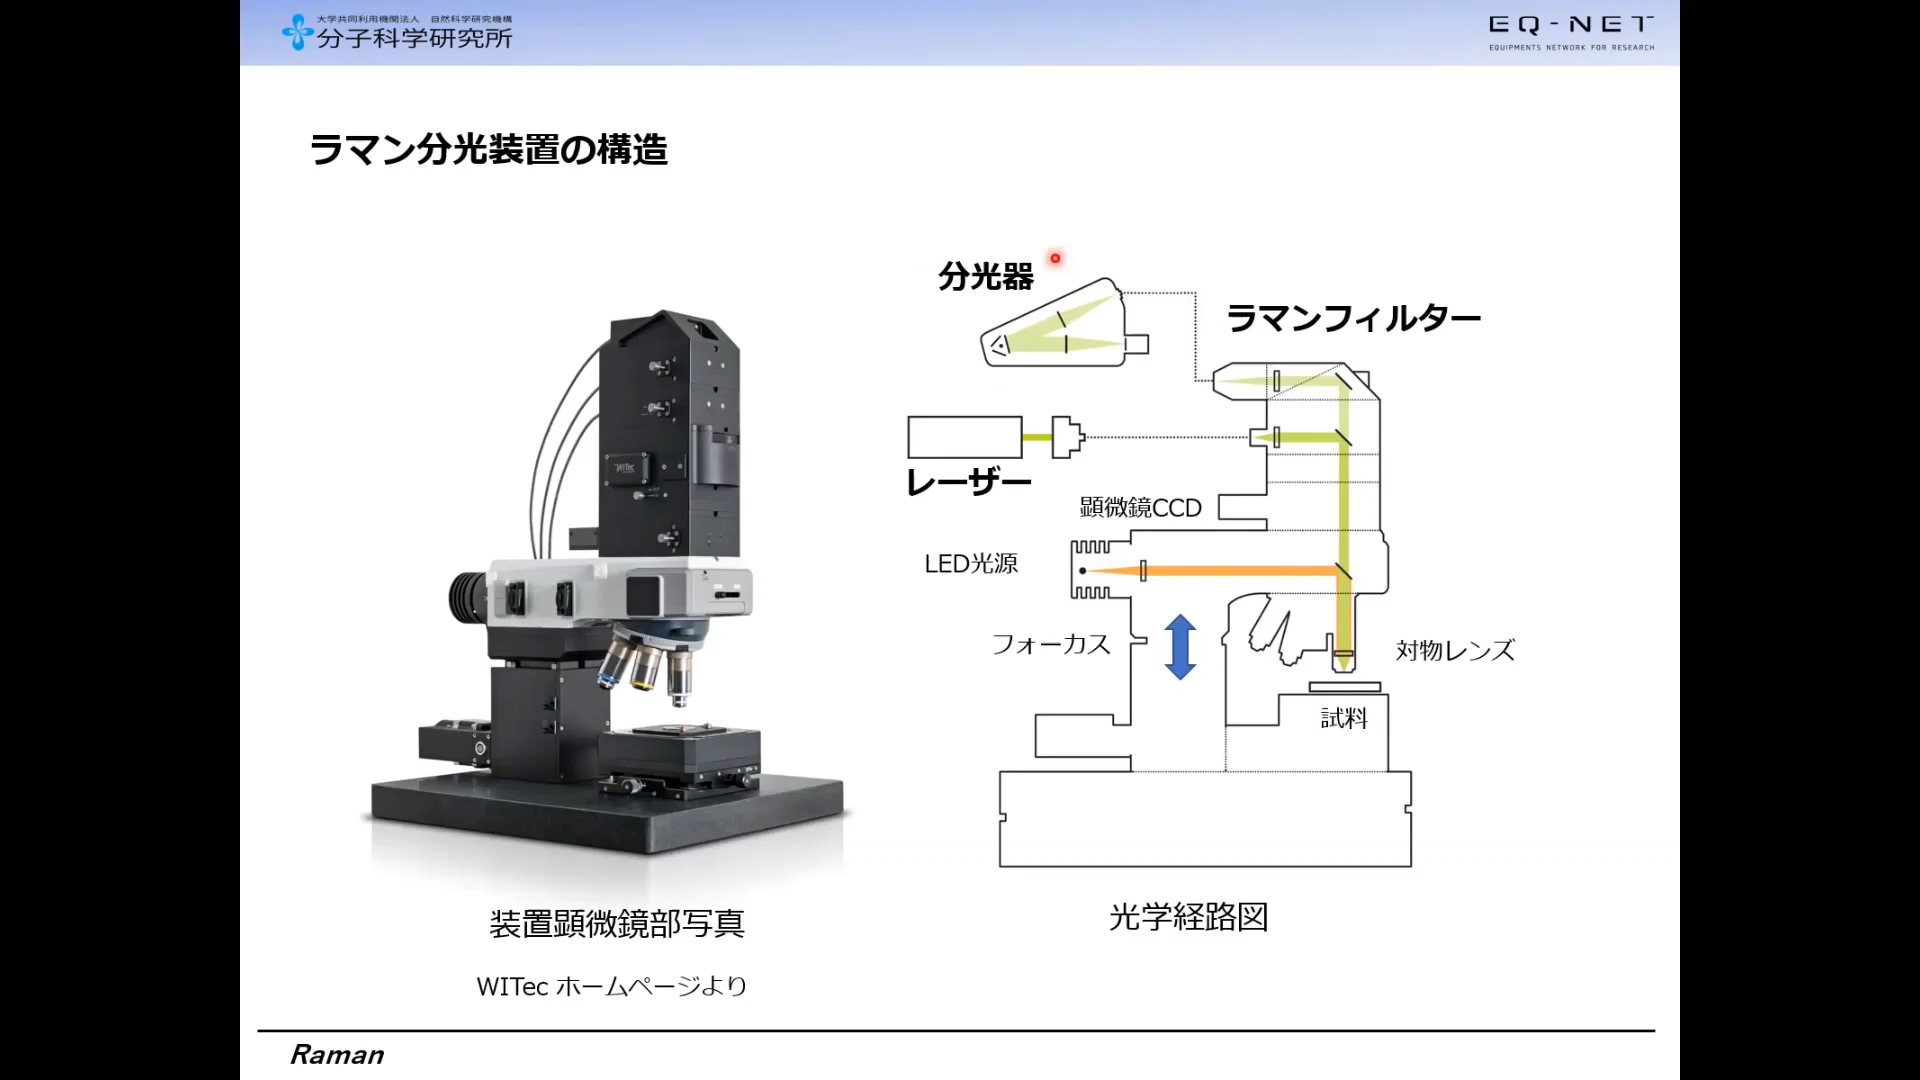 大学共同利用機関法人 自然科学研究機構
分子科学研究所
EQ-NET
EQUIPMENTS NETWORK FOR RESEARCH
ラマン分光装置の構造
分光器
ラマンフィルター
レーザー
顕微鏡CCD
LED光源
フォーカス
対物レンズ
試料
WITec
装置顕微鏡部写真
光学経路図
WITec ホームページより
Raman